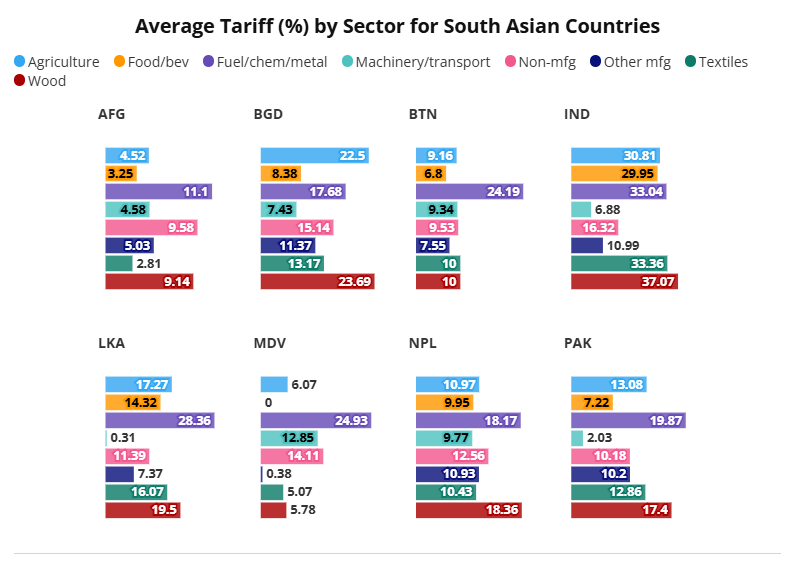 Average Tariff (%) by Sector for South Asian Countries
Agriculture Food/bev Fuel/chem/metal Machinery/transport Non-mfg Other mfg Textiles
Wood
AFG BGD BTN IND
4.52 22.5 9.16 30.81
3.25 8.38 6.8 29.95
11.1 17.68 24.19 33.04
4.58 7.43 9.34 6.88
9.58 15.14 9.53 16.32
5.03 11.37 7.55 10.99
2.81 13.17 10 33.36
9.14 23.69 10 37.07
LKA MDV NPL PAK
17.27 6.07 10.97 13.08
14.32 0 9.95 7.22
28.36 24.93 18.17 19.87
0.31 12.85 9.77 2.03
11.39 14.11 12.56 10.18
7.37 0.38 10.93 10.2
16.07 5.07 10.43 12.86
19.5 5.78 18.36 17.4